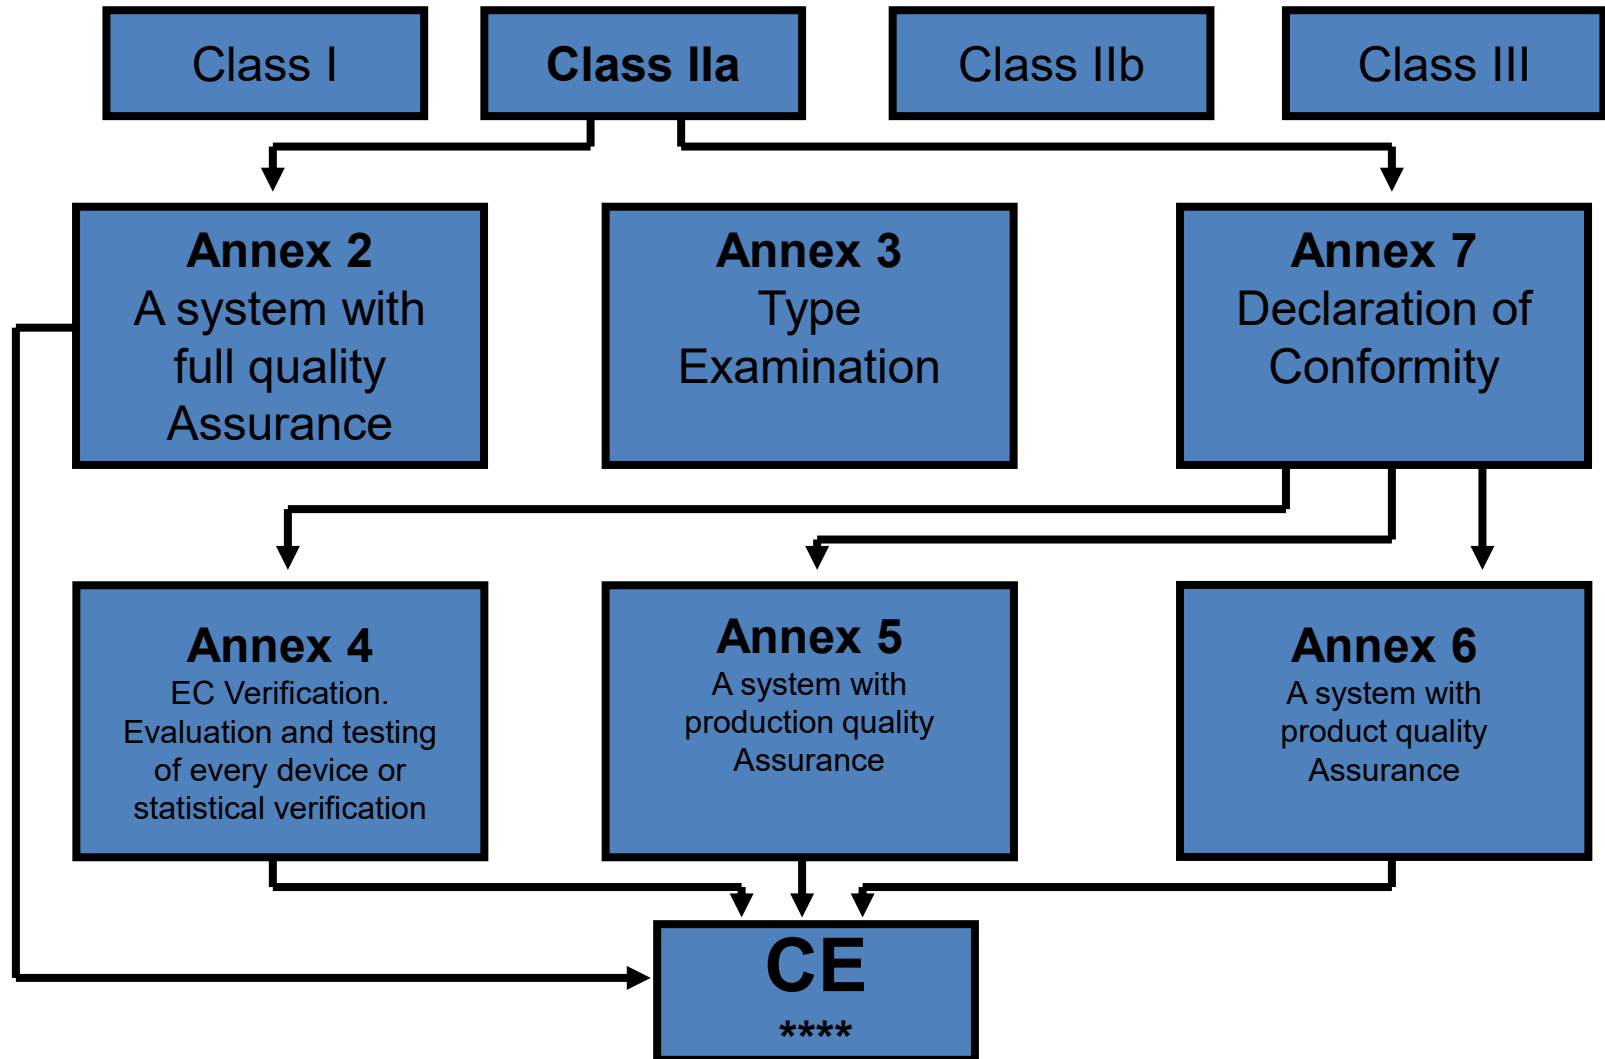 Class I
Class IIa
Class IIb
Class III
Annex 2
A system with
full quality
Assurance
Annex 3
Type
Examination
Annex 7
Declaration of
Conformity
Annex 4
EC Verification.
Evaluation and testing
of every device or
statistical verification
Annex 5
A system with
production quality
Assurance
Annex 6
A system with
product quality
Assurance
CE
****